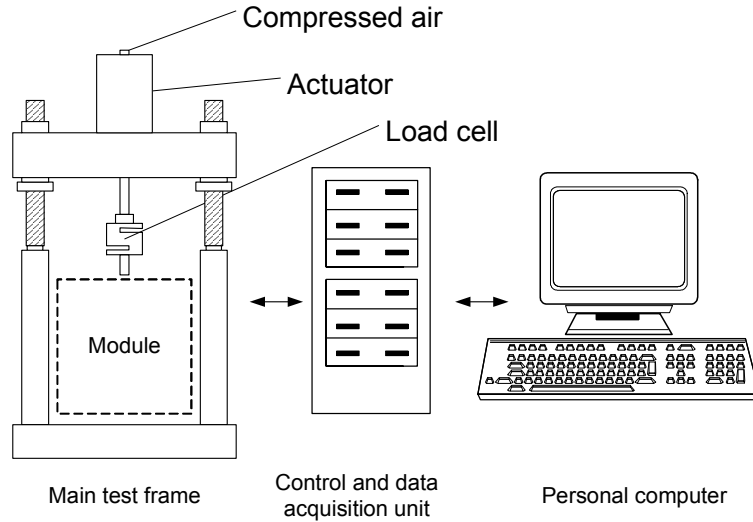 Compressed air
Actuator
Load cell
Module
Main test frame
Control and data
acquisition unit
Personal computer